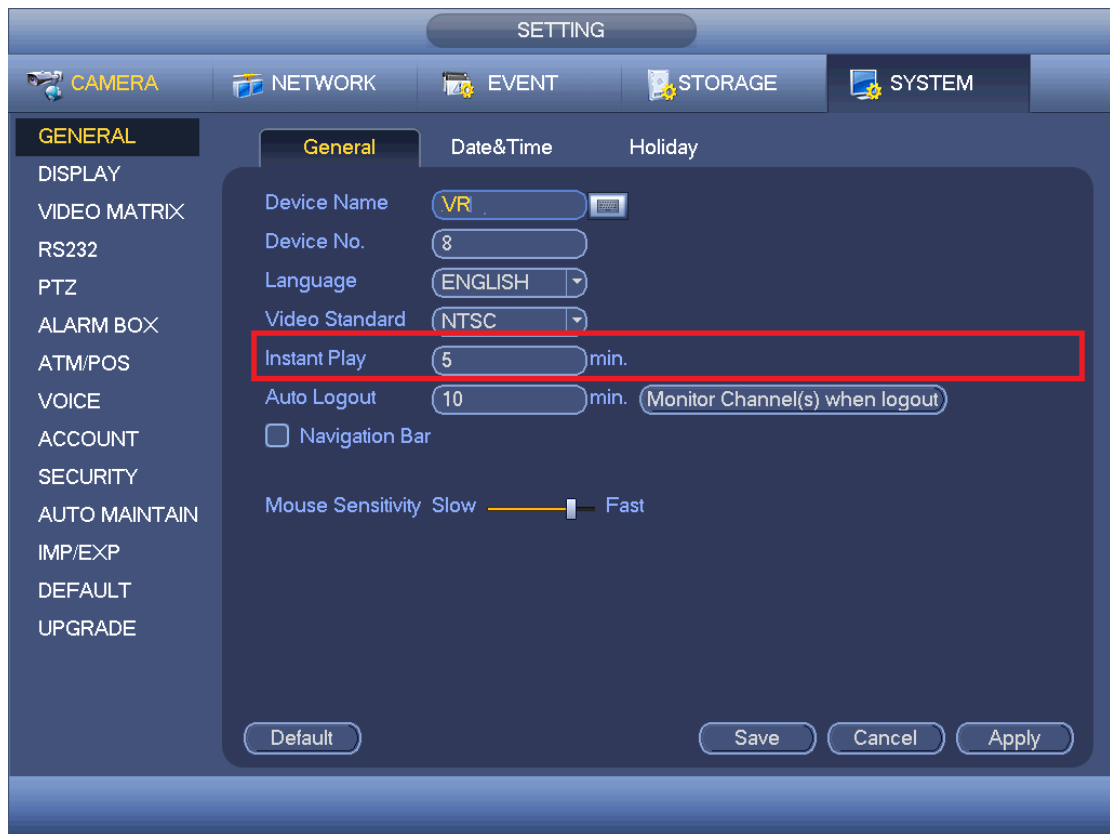 SETTING
CAMERA NETWORK EVENT STORAGE SYSTEM
GENERAL
DISPLAY
VIDEO MATRIX
RS232
PTZ
ALARM BOX
ATM/POS
VOICE
ACCOUNT
SECURITY
AUTO MAINTAIN
IMP/EXP
DEFAULT
UPGRADE
General Date&Time Holiday
Device Name VR
Device No. 8
Language ENGLISH
Video Standard NTSC
Instant Play 5 min.
Auto Logout 10 min. Monitor Channel(s) when logout
Navigation Bar
Mouse Sensitivity Slow Fast
Default Save Cancel Apply